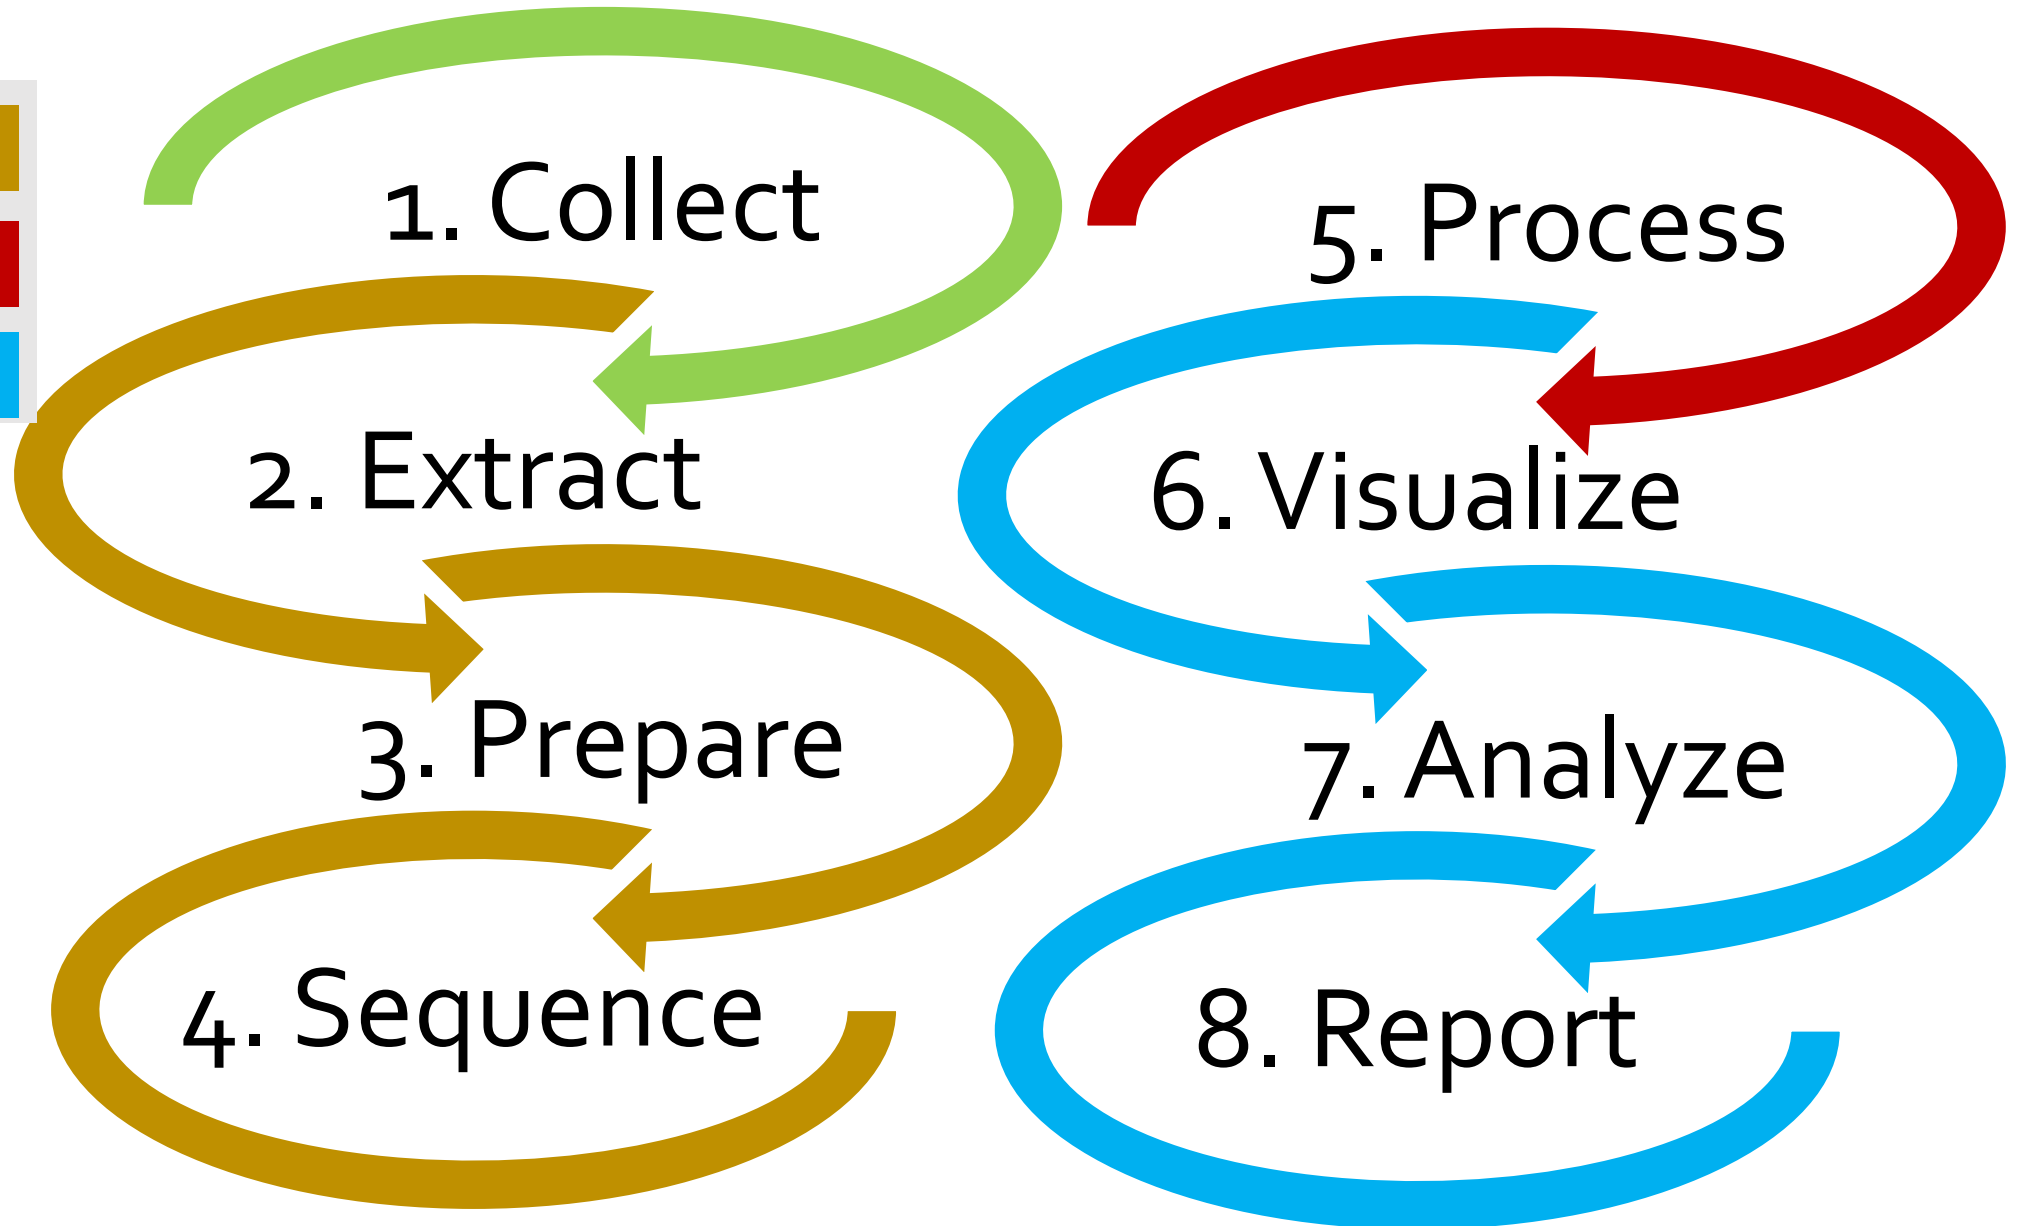 1. Collect
2. Extract
3. Prepare
4. Sequence
5. Process
6. Visualize
7. Analyze
8. Report